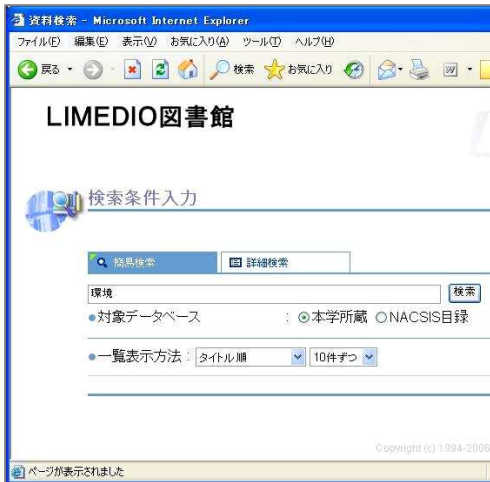 資料検索 - Microsoft Internet Explorer
ファイル(F) 編集(E) 表示(V) お気に入り(A) ツール(T) ヘルプ(H)
戻る 検索 お気に入り
LIMEDIO図書館
検索条件入力
簡易検索 詳細検索
環境 検索
●対象データベース : 本学所蔵 NACSIS目録
●一覧表示方法 : タイトル順 10件ずつ
Copyright (c) 1994-2006
ページが表示されました